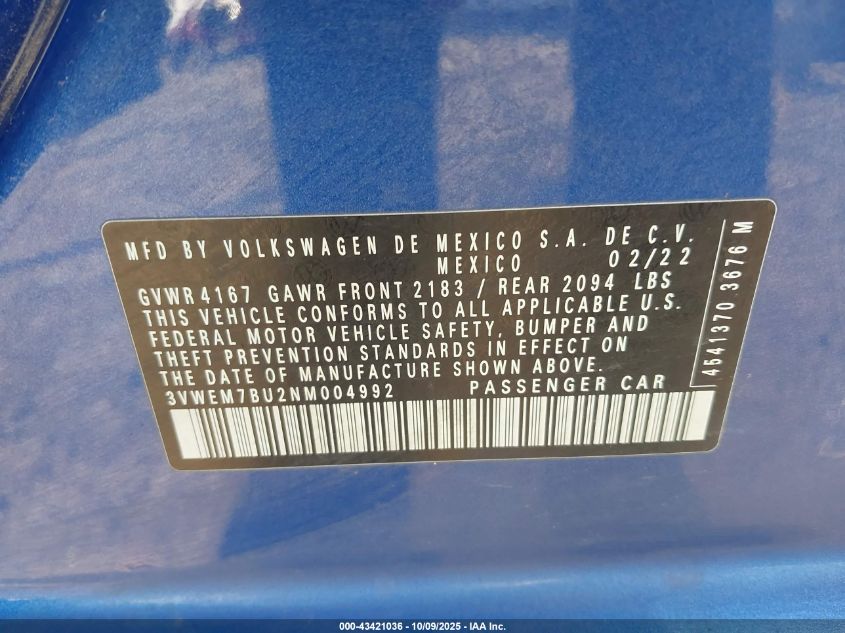 MFD BY VOLKSWAGEN DE MEXICO S.A. DE C.V.
MEXICO 02/22
GVWR 4167 GAWR FRONT 2183 / REAR 2094 LBS
THIS VEHICLE CONFORMS TO ALL APPLICABLE U.S.
FEDERAL MOTOR VEHICLE SAFETY, BUMPER AND
THEFT PREVENTION STANDARDS IN EFFECT ON
THE DATE OF MANUFACTURE SHOWN ABOVE.
3VWEM7BU2NM004992 PASSENGER CAR
4541370 3676 M
000-43421036 - 10/09/2025 - IAA Inc.